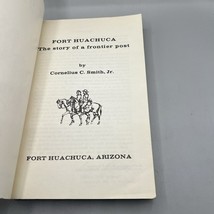 FORT HUACHUCA
The story of a frontier post
by
Cornelius C. Smith, Jr.
FORT HUACHUCA, ARIZONA